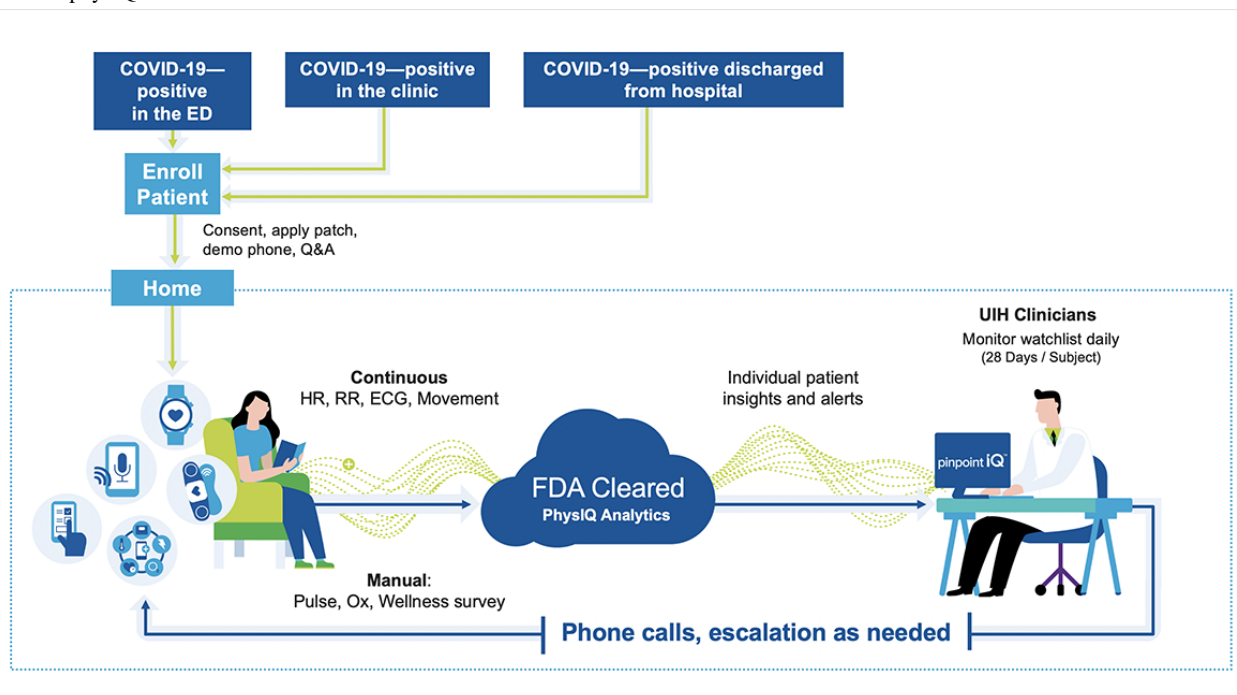 COVID-19—
positive
in the ED
COVID-19—positive
in the clinic
COVID-19—positive discharged
from hospital
Enroll
Patient
Consent, apply patch,
demo phone, Q&A
Home
UIH Clinicians
Monitor watchlist daily
(28 Days / Subject)
Continuous
HR, RR, ECG, Movement
Individual patient
insights and alerts
pinpoint iQ™
FDA Cleared
PhysIQ Analytics
Manual:
Pulse, Ox, Wellness survey
Phone calls, escalation as needed